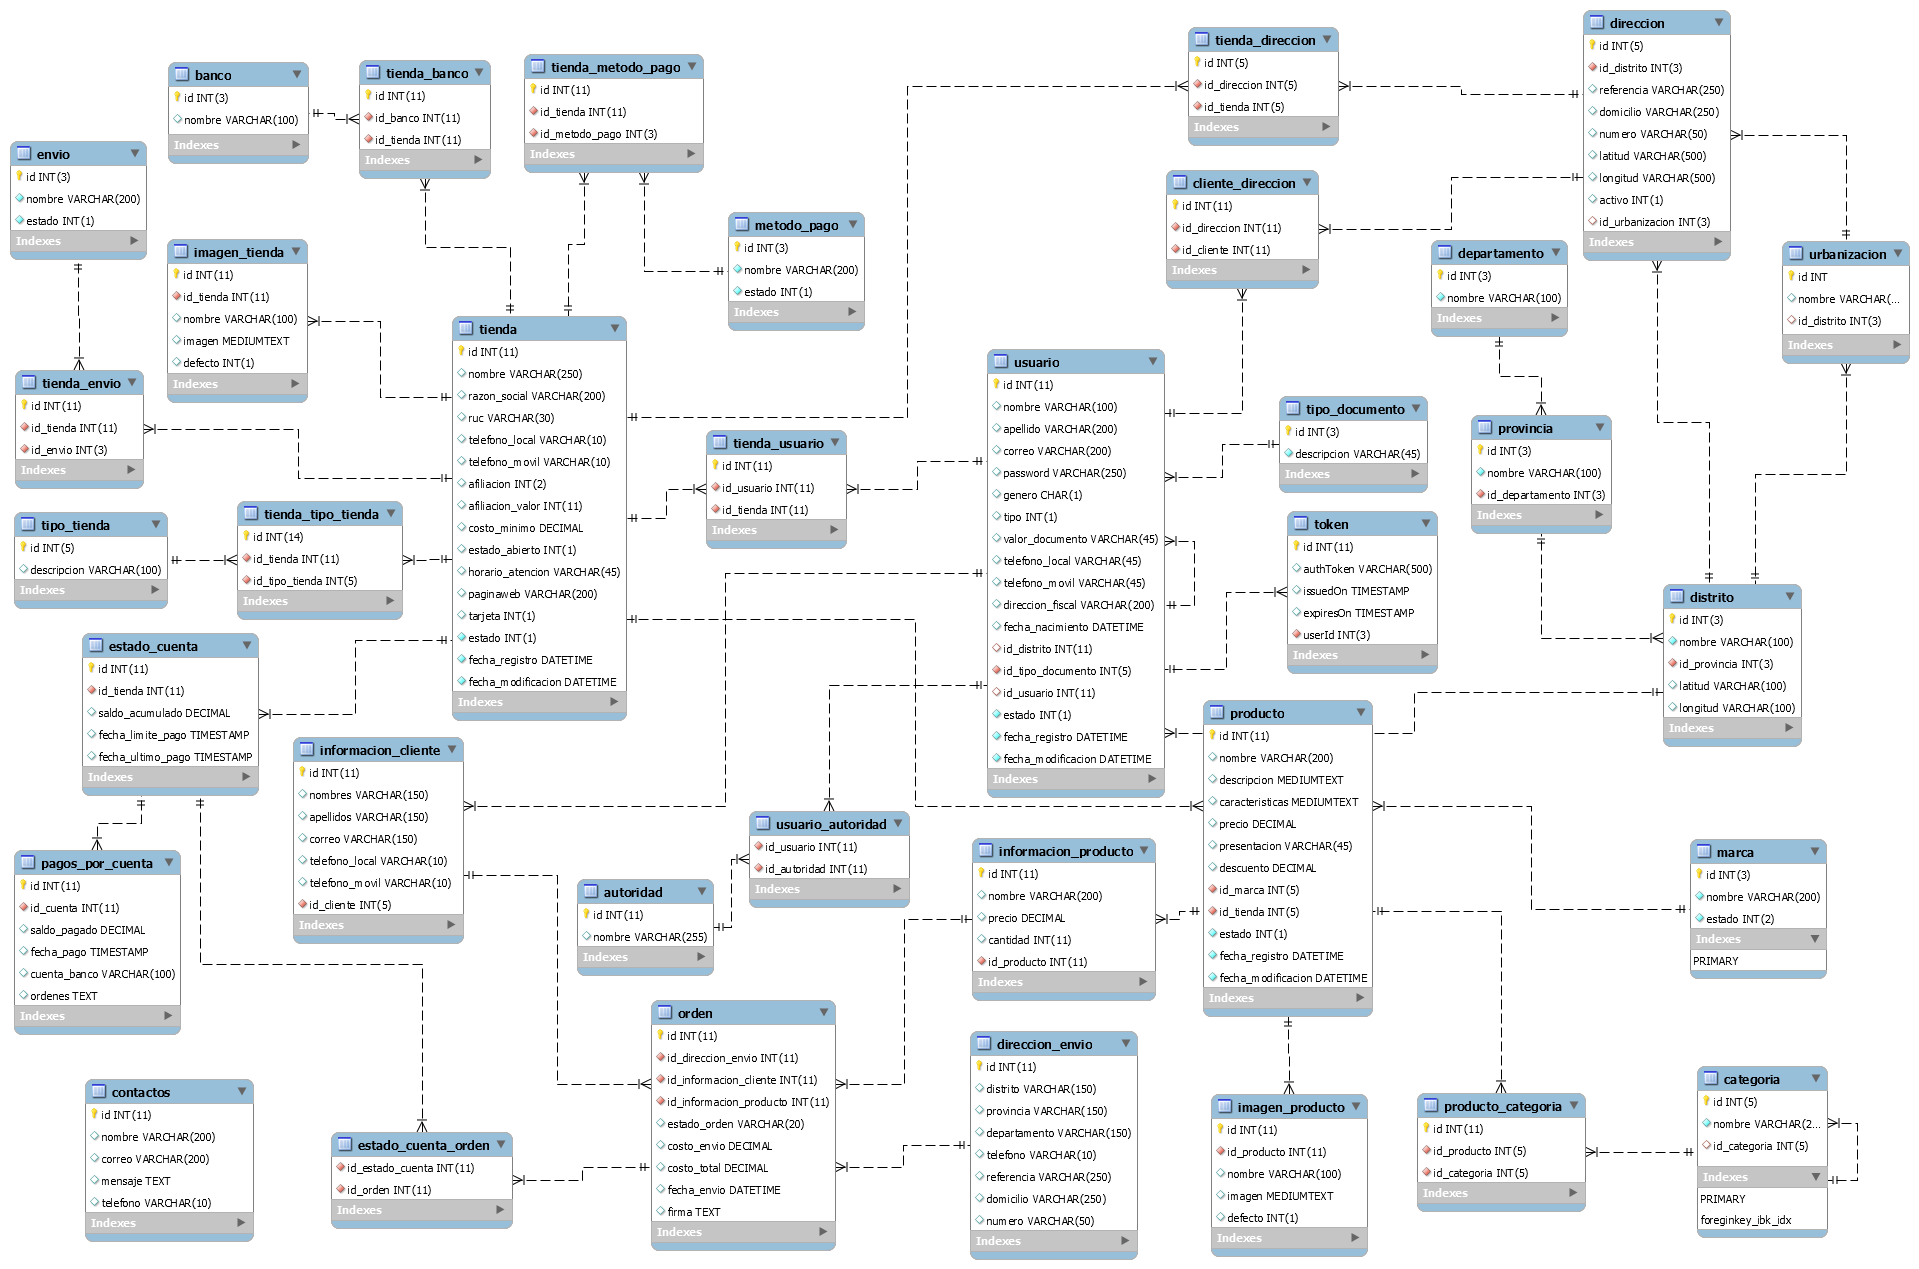 banco
id INT(3)
nombre VARCHAR(100)
Indexes
tienda_banco
id INT(11)
id_banco INT(11)
id_tienda INT(11)
Indexes
tienda_metodo_pago
id INT(11)
id_tienda INT(11)
id_metodo_pago INT(3)
Indexes
tienda_direccion
id INT(5)
id_direccion INT(5)
id_tienda INT(5)
Indexes
direccion
id INT(5)
id_distrito INT(3)
referencia VARCHAR(250)
domicilio VARCHAR(250)
numero VARCHAR(50)
latitud VARCHAR(500)
longitud VARCHAR(500)
activo INT(1)
id_urbanizacion INT(3)
Indexes
envio
id INT(3)
nombre VARCHAR(200)
estado INT(1)
Indexes
imagen_tienda
id INT(11)
id_tienda INT(11)
nombre VARCHAR(100)
imagen MEDIUMTEXT
defecto INT(1)
Indexes
metodo_pago
id INT(3)
nombre VARCHAR(200)
estado INT(1)
Indexes
cliente_direccion
id INT(11)
id_direccion INT(11)
id_cliente INT(11)
Indexes
departamento
id INT(3)
nombre VARCHAR(100)
Indexes
urbanizacion
id INT
nombre VARCHAR(...
id_distrito INT(3)
Indexes
tienda_envio
id INT(11)
id_tienda INT(11)
id_envio INT(3)
Indexes
tienda
id INT(11)
nombre VARCHAR(250)
razon_social VARCHAR(200)
ruc VARCHAR(30)
telefono_local VARCHAR(10)
telefono_movil VARCHAR(10)
afiliacion INT(2)
afiliacion_valor INT(11)
costo_minimo DECIMAL
estado_abierto INT(1)
horario_atencion VARCHAR(45)
paginaweb VARCHAR(200)
tarjeta INT(1)
estado INT(1)
fecha_registro DATETIME
fecha_modificacion DATETIME
Indexes
tienda_usuario
id INT(11)
id_usuario INT(11)
id_tienda INT(11)
Indexes
usuario
id INT(11)
nombre VARCHAR(100)
apellido VARCHAR(200)
correo VARCHAR(200)
password VARCHAR(250)
genero CHAR(1)
tipo INT(1)
valor_documento VARCHAR(45)
telefono_local VARCHAR(45)
telefono_movil VARCHAR(45)
direccion_fiscal VARCHAR(200)
fecha_nacimiento DATETIME
id_distrito INT(11)
id_tipo_documento INT(5)
id_usuario INT(11)
estado INT(1)
fecha_registro DATETIME
fecha_modificacion DATETIME
Indexes
tipo_documento
id INT(3)
descripcion VARCHAR(45)
Indexes
provincia
id INT(3)
nombre VARCHAR(100)
id_departamento INT(3)
Indexes
tipo_tienda
id INT(5)
descripcion VARCHAR(100)
Indexes
tienda_tipo_tienda
id INT(14)
id_tienda INT(11)
id_tipo_tienda INT(5)
Indexes
token
id INT(11)
authToken VARCHAR(500)
issuedOn TIMESTAMP
expiresOn TIMESTAMP
userId INT(3)
Indexes
distrito
id INT(3)
nombre VARCHAR(100)
id_provincia INT(3)
latitud VARCHAR(100)
longitud VARCHAR(100)
Indexes
estado_cuenta
id INT(11)
id_tienda INT(11)
saldo_acumulado DECIMAL
fecha_limite_pago TIMESTAMP
fecha_ultimo_pago TIMESTAMP
Indexes
informacion_cliente
id INT(11)
nombres VARCHAR(150)
apellidos VARCHAR(150)
correo VARCHAR(150)
telefono_local VARCHAR(10)
telefono_movil VARCHAR(10)
id_cliente INT(5)
Indexes
producto
id INT(11)
nombre VARCHAR(200)
descripcion MEDIUMTEXT
caracteristicas MEDIUMTEXT
precio DECIMAL
presentacion VARCHAR(45)
descuento DECIMAL
id_marca INT(5)
id_tienda INT(5)
estado INT(1)
fecha_registro DATETIME
fecha_modificacion DATETIME
Indexes
usuario_autoridad
id_usuario INT(11)
id_autoridad INT(11)
Indexes
pagos_por_cuenta
id INT(11)
id_cuenta INT(11)
saldo_pagado DECIMAL
fecha_pago TIMESTAMP
cuenta_banco VARCHAR(100)
ordenes TEXT
Indexes
autoridad
id INT(11)
nombre VARCHAR(255)
Indexes
informacion_producto
id INT(11)
nombre VARCHAR(200)
precio DECIMAL
cantidad INT(11)
id_producto INT(11)
Indexes
marca
id INT(3)
nombre VARCHAR(200)
estado INT(2)
Indexes
PRIMARY
orden
id INT(11)
id_direccion_envio INT(11)
id_informacion_cliente INT(11)
id_informacion_producto INT(11)
estado_orden VARCHAR(20)
costo_envio DECIMAL
costo_total DECIMAL
fecha_envio DATETIME
firma TEXT
Indexes
direccion_envio
id INT(11)
distrito VARCHAR(150)
provincia VARCHAR(150)
departamento VARCHAR(150)
telefono VARCHAR(10)
referencia VARCHAR(250)
domicilio VARCHAR(250)
numero VARCHAR(50)
Indexes
contactos
id INT(11)
nombre VARCHAR(200)
correo VARCHAR(200)
mensaje TEXT
telefono VARCHAR(10)
Indexes
estado_cuenta_orden
id_estado_cuenta INT(11)
id_orden INT(11)
Indexes
imagen_producto
id INT(11)
id_producto INT(11)
nombre VARCHAR(100)
imagen MEDIUMTEXT
defecto INT(1)
Indexes
producto_categoria
id INT(11)
id_producto INT(5)
id_categoria INT(5)
Indexes
categoria
id INT(5)
nombre VARCHAR(2...
id_categoria INT(5)
Indexes
PRIMARY
foreginkey_ibk_idx